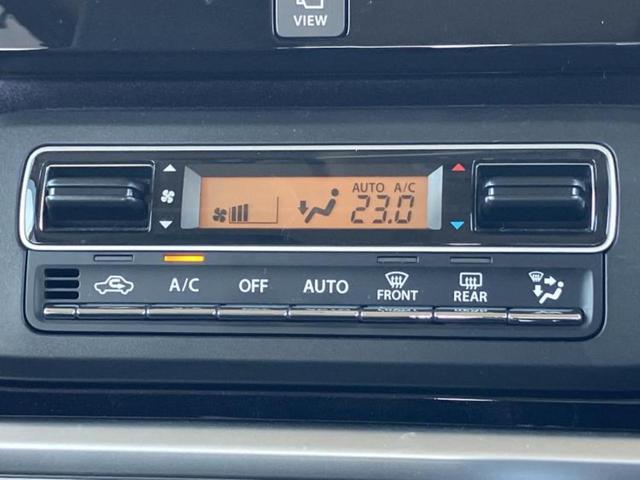 VIEW
AUTO A/C
23.0
A/C OFF AUTO FRONT REAR